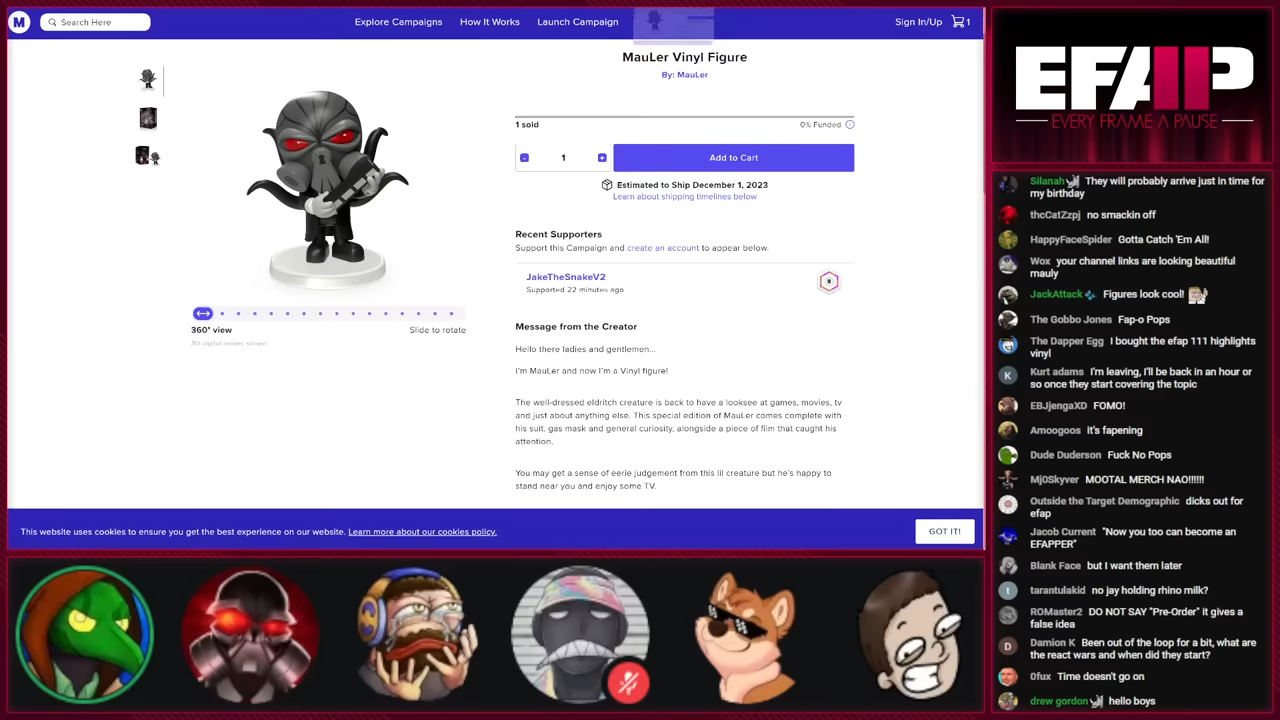 M
Search Here
Explore Campaigns
How It Works
Launch Campaign
Sign In/Up
1
MauLer Vinyl Figure
By: MauLer
1 sold
0% Funded
- 1 +
Add to Cart
Estimated to Ship December 1, 2023
Learn about shipping timelines below
Recent Supporters
Support this Campaign and create an account to appear below.
JakeTheSnakeV2
Supported 22 minutes ago
360° view
Slide to rotate
3D digital render shown
Message from the Creator
Hello there ladies and gentlemen...
I'm MauLer and now I'm a Vinyl figure!
The well-dressed eldritch creature is back to have a looksee at games, movies, tv
and just about anything else. This special edition of MauLer comes complete with
his suit, gas mask and general curiosity, alongside a piece of film that caught his
attention.
You may get a sense of eerie judgement from this lil creature but he's happy to
stand near you and enjoy some TV.
This website uses cookies to ensure you get the best experience on our website. Learn more about our cookies policy.
GOT IT!
EFAP
EVERY FRAME A PAUSE
Silanah They will probably arrive just in time for
my birthday
thcCatZzpj no smackin off
HappyFaceSpider Gotta Catch 'Em All!
Wox your channel links are looking beautiful
mauly
JackAttack Figures look cool!
The Gobbo Jones Fap-o Pops
The Dapper Egg I bought the efap 111 highlights
vinyl
K Kurt adams I'm leaving, I'll be back in an hour or
so once they start covering the topic
EBJjengaXD FOMO!
Amoogoos it's fapening
Dude Duderson Fuck No Pops
Mj0Skyver MOOTAL MERCH NAO!!!!!!
Outside the Target Demographic dicks out for
efap
Jacob Current "Now you too can become an
EFAPPER"
Blank Face but I want them later
t tarantulakid no jay holding rhino milk?
ROMaster2 DO NOT SAY "Pre-Order" it gives a
false idea
D Damion K Been out of the loop for a bit, what are
the react wars and when did they start?
0fux Time doesn't go on
drew gordon hello boys